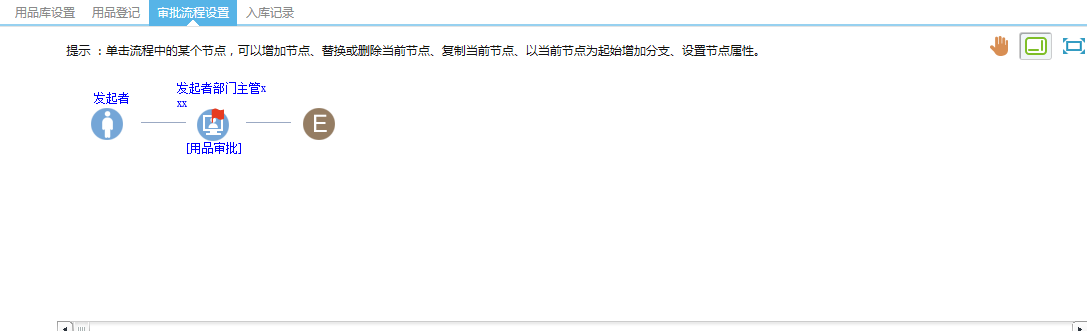 用品库设置 用品登记 审批流程设置 入库记录
提示 ：单击流程中的某个节点，可以增加节点、替换或删除当前节点、复制当前节点、以当前节点为起始增加分支、设置节点属性。
发起者
发起者部门主管x
xx
E
[用品审批]